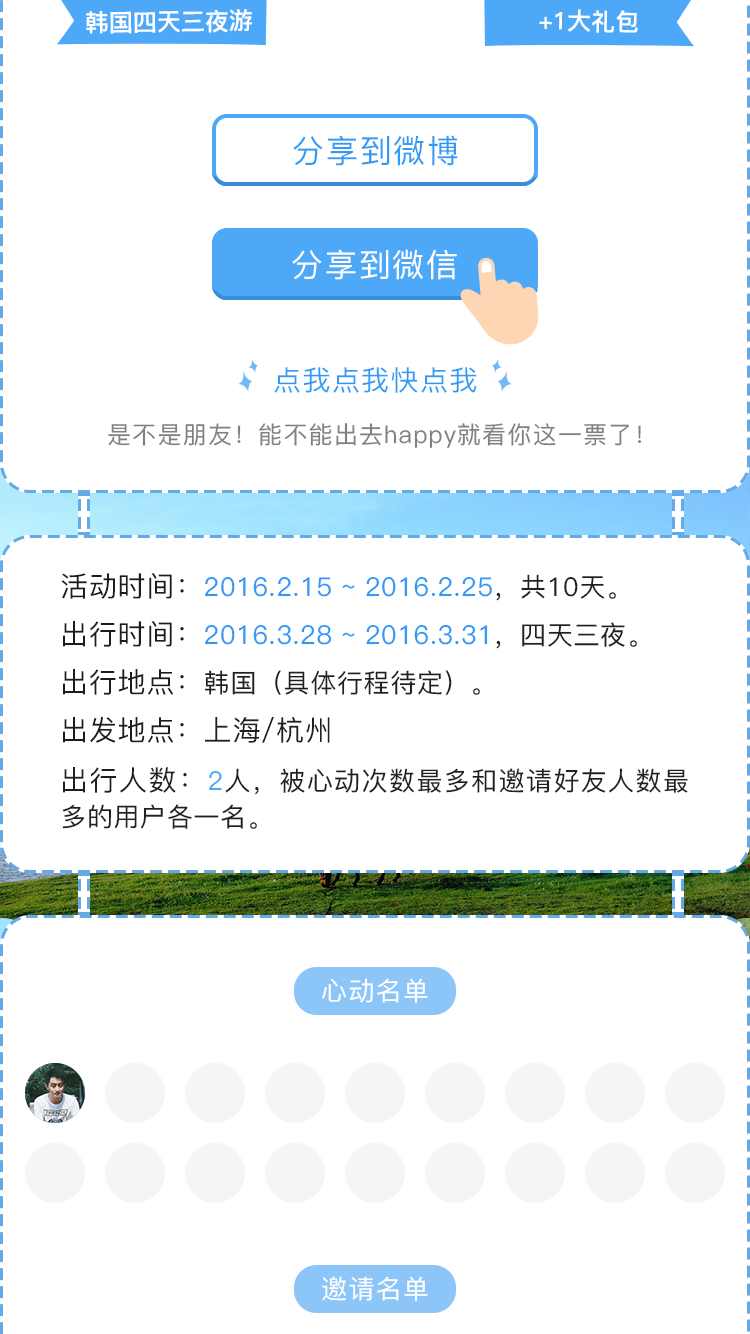 韩国四天三夜游
+1大礼包
分享到微博
分享到微信
点我点我快点我
是不是朋友！能不能出去happy就看你这一票了！
活动时间：2016.2.15 ~ 2016.2.25，共10天。
出行时间：2016.3.28 ~ 2016.3.31，四天三夜。
出行地点：韩国（具体行程待定）。
出发地点：上海/杭州
出行人数：2人，被心动次数最多和邀请好友人数最
多的用户各一名。
心动名单
邀请名单